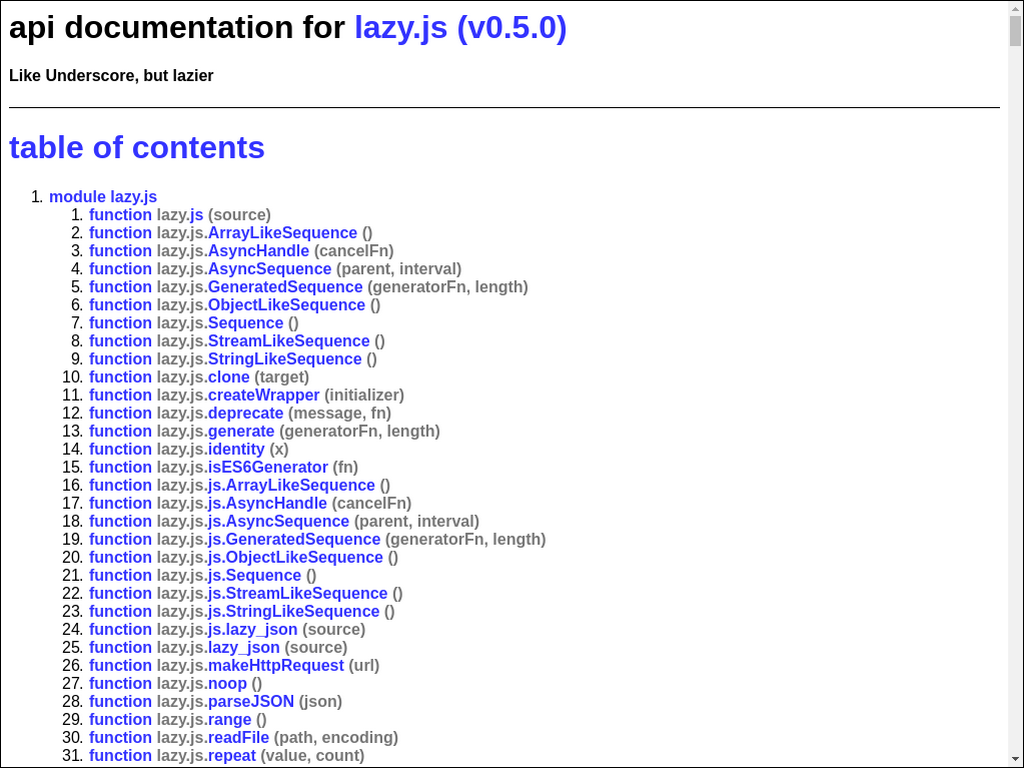 api documentation for lazy.js (v0.5.0)
Like Underscore, but lazier
table of contents
1. module lazy.js
1. function lazy.js (source)
2. function lazy.js.ArrayLikeSequence ()
3. function lazy.js.AsyncHandle (cancelFn)
4. function lazy.js.AsyncSequence (parent, interval)
5. function lazy.js.GeneratedSequence (generatorFn, length)
6. function lazy.js.ObjectLikeSequence ()
7. function lazy.js.Sequence ()
8. function lazy.js.StreamLikeSequence ()
9. function lazy.js.StringLikeSequence ()
10. function lazy.js.clone (target)
11. function lazy.js.createWrapper (initializer)
12. function lazy.js.deprecate (message, fn)
13. function lazy.js.generate (generatorFn, length)
14. function lazy.js.identity (x)
15. function lazy.js.isES6Generator (fn)
16. function lazy.js.js.ArrayLikeSequence ()
17. function lazy.js.js.AsyncHandle (cancelFn)
18. function lazy.js.js.AsyncSequence (parent, interval)
19. function lazy.js.js.GeneratedSequence (generatorFn, length)
20. function lazy.js.js.ObjectLikeSequence ()
21. function lazy.js.js.Sequence ()
22. function lazy.js.js.StreamLikeSequence ()
23. function lazy.js.js.StringLikeSequence ()
24. function lazy.js.js.lazy_json (source)
25. function lazy.js.lazy_json (source)
26. function lazy.js.makeHttpRequest (url)
27. function lazy.js.noop ()
28. function lazy.js.parseJSON (json)
29. function lazy.js.range ()
30. function lazy.js.readFile (path, encoding)
31. function lazy.js.repeat (value, count)